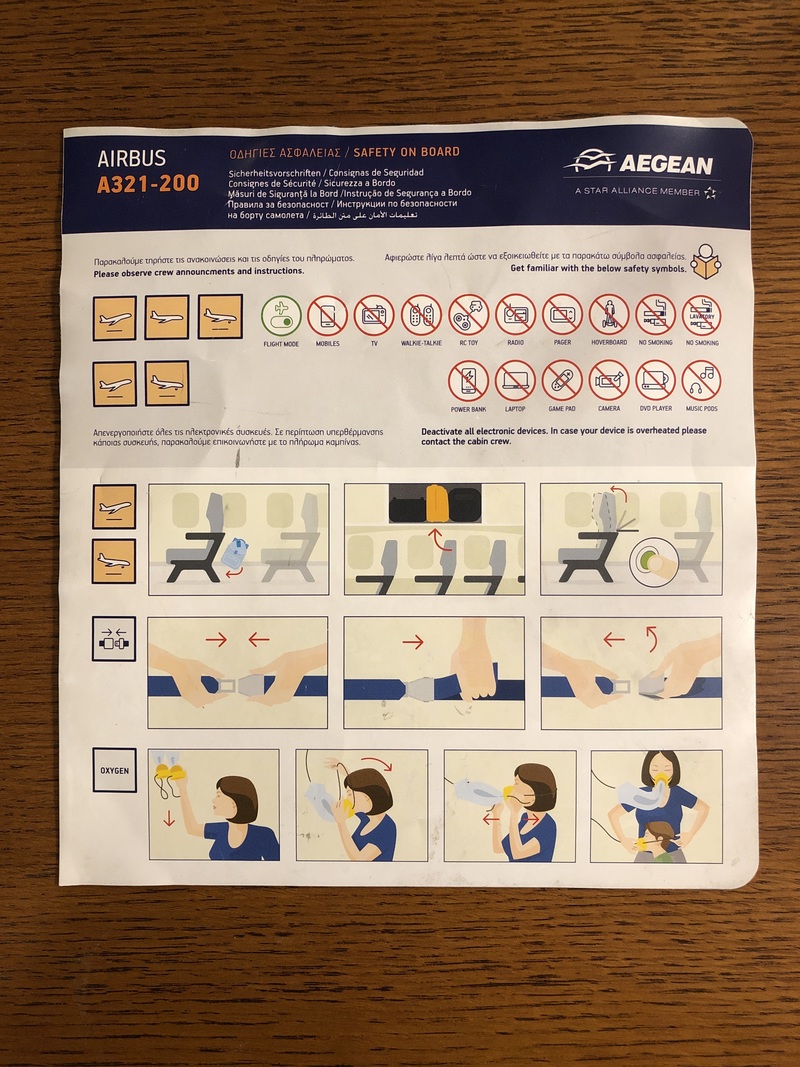 AIRBUS
A321-200
ΟΔΗΓΙΕΣ ΑΣΦΑΛΕΙΑΣ / SAFETY ON BOARD
Sicherheitsvorschriften / Consignas de Seguridad
Consignes de Sécurité / Sicurezza a Bordo
Măsuri de Siguranță la Bord /Instrução de Segurança a Bordo
Правила за безопасност / Инструкции по безопасности
на борту самолета / تعليمات الأمان على متن الطائرة
AEGEAN
A STAR ALLIANCE MEMBER
Παρακαλούμε τηρήστε τις ανακοινώσεις και τις οδηγίες του πληρώματος.
Please observe crew announcments and instructions.
Αφιερώστε λίγα λεπτά ώστε να εξοικειωθείτε με τα παρακάτω σύμβολα ασφαλείας.
Get familiar with the below safety symbols.
FLIGHT MODE
MOBILES
TV
WALKIE-TALKIE
RC TOY
RADIO
PAGER
HOVERBOARD
NO SMOKING
LAVATORY
NO SMOKING
POWER BANK
LAPTOP
GAME PAD
CAMERA
DVD PLAYER
MUSIC PODS
Απενεργοποιήστε όλες τις ηλεκτρονικές συσκευές. Σε περίπτωση υπερθέρμανσης
κάποιας συσκευής, παρακαλούμε επικοινωνήστε με το πλήρωμα καμπίνας.
Deactivate all electronic devices. In case your device is overheated please
contact the cabin crew.
OXYGEN